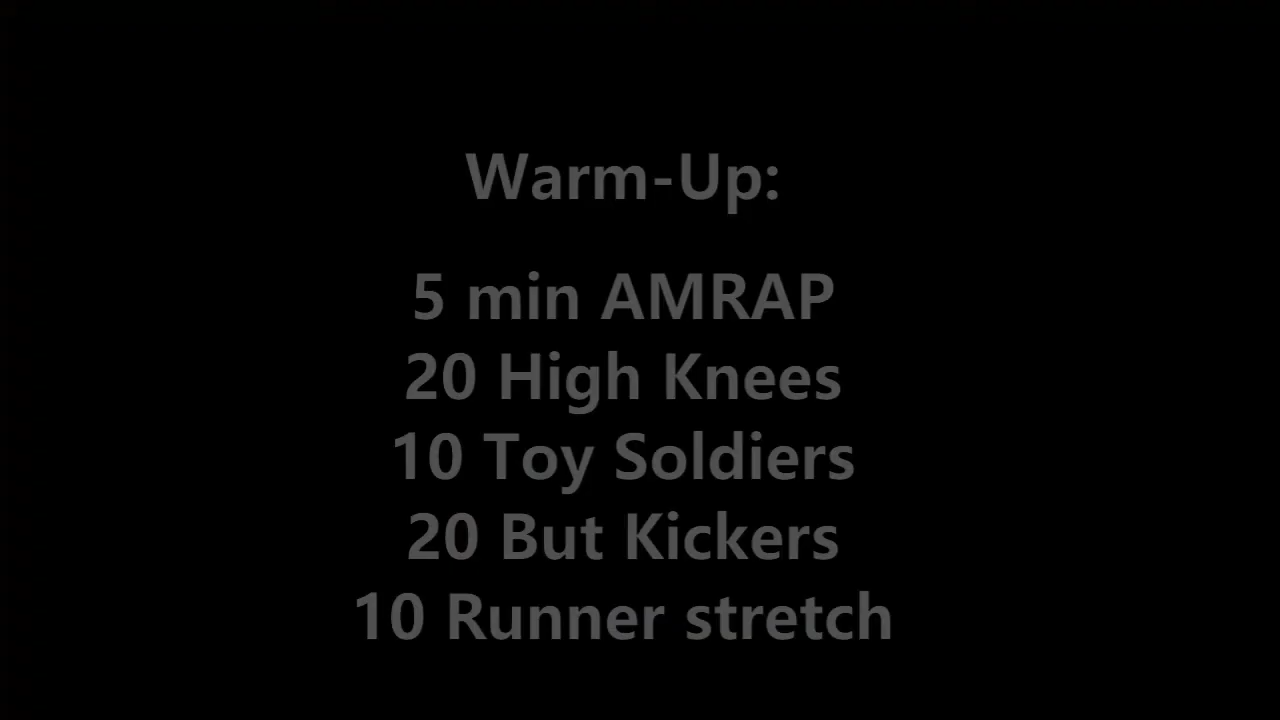 Warm-Up:
5 min AMRAP
20 High Knees
10 Toy Soldiers
20 But Kickers
10 Runner stretch